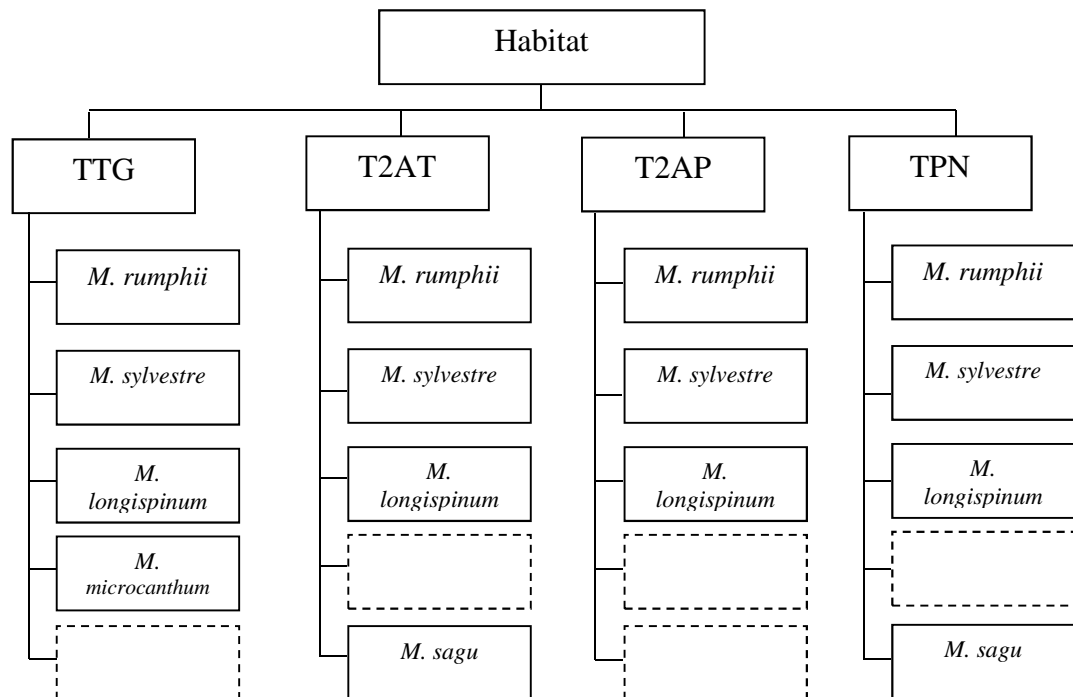 Habitat
TTG
T2AT
T2AP
TPN
M. rumphii
M. rumphii
M. rumphii
M. rumphii
M. sylvestre
M. sylvestre
M. sylvestre
M. sylvestre
M.
longispinum
M.
longispinum
M.
longispinum
M.
longispinum
M.
microcanthum
M. sagu
M. sagu